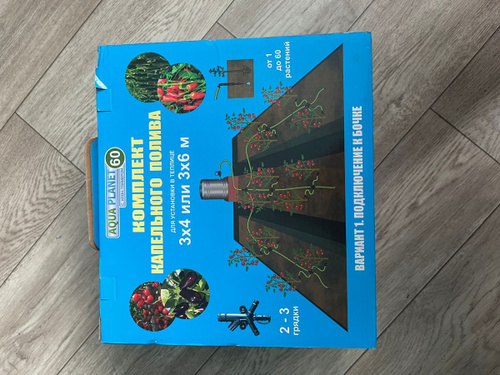 AQUA PLANET 60
КОМПЛЕКТ
КАПЕЛЬНОГО ПОЛИВА
ДЛЯ УСТАНОВКИ В ТЕПЛИЦЕ
3х4 или 3х6 м
от 1
до 60
растений
2 - 3
грядки
ВАРИАНТ 1. ПОДКЛЮЧЕНИЕ К БОЧКЕ